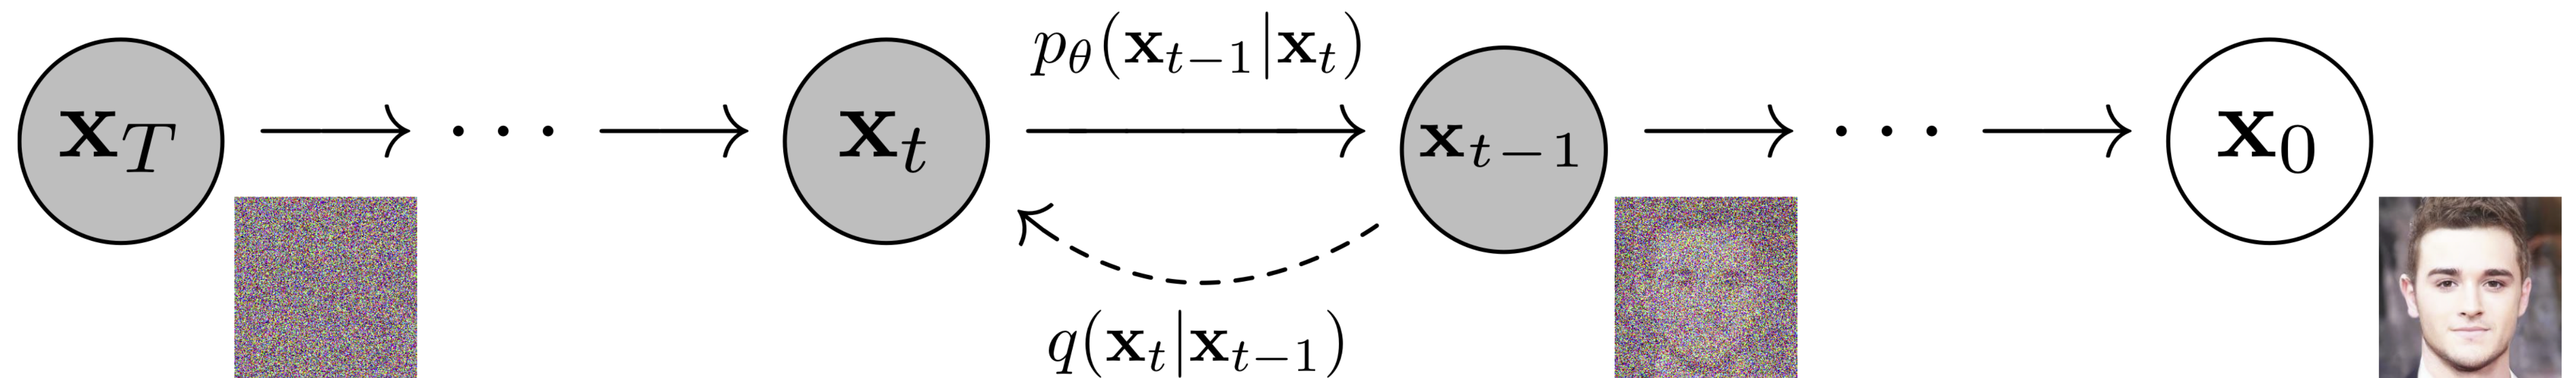 p_θ(x_{t−1}|x_t)
x_T → ··· → x_t → x_{t−1} → ··· → x_0
q(x_t|x_{t−1})